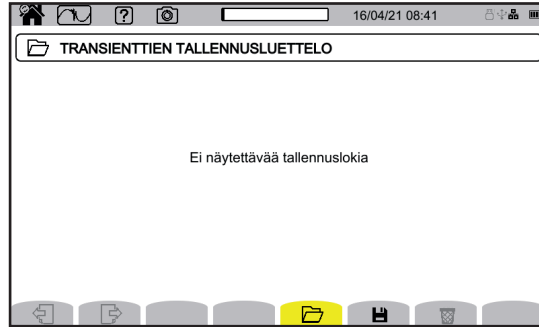 ?
16/04/21 08:41
TRANSIENTTIEN TALLENNUSLUETTELO
Ei näytettävää tallennuslokia